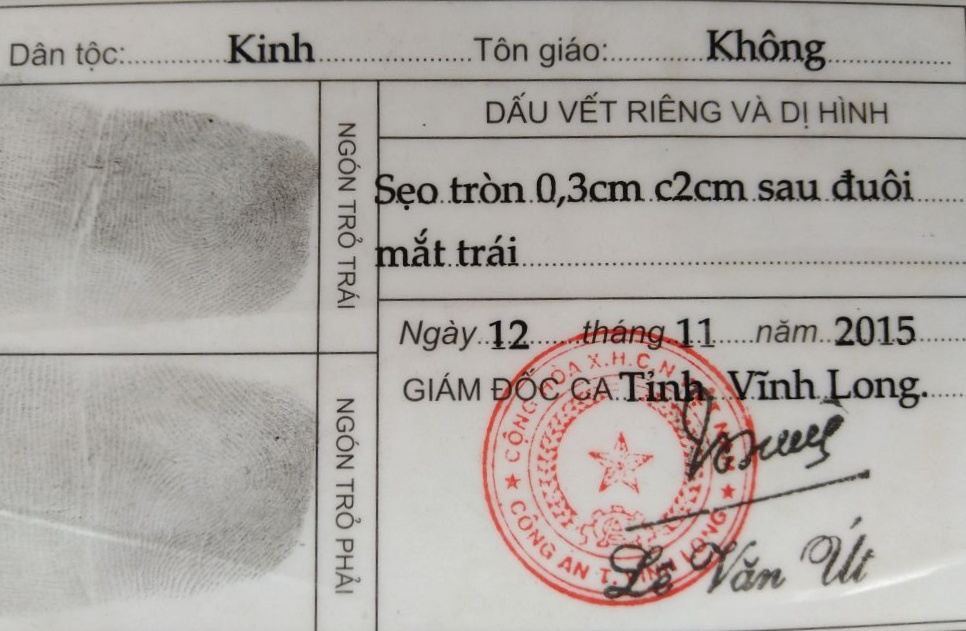 Dân tộc: Kinh Tôn giáo: Không
NGÓN TRỎ TRÁI
DẤU VẾT RIÊNG VÀ DỊ HÌNH
Sẹo tròn 0,3cm c2cm sau đuôi
mắt trái
Ngày 12 tháng 11 năm 2015
GIÁM ĐỐC CA Tỉnh Vĩnh Long.
NGÓN TRỎ PHẢI
CỘNG HÒA X.H.C.N
★ CÔNG AN T. VĨNH LONG ★
Lê Văn Út